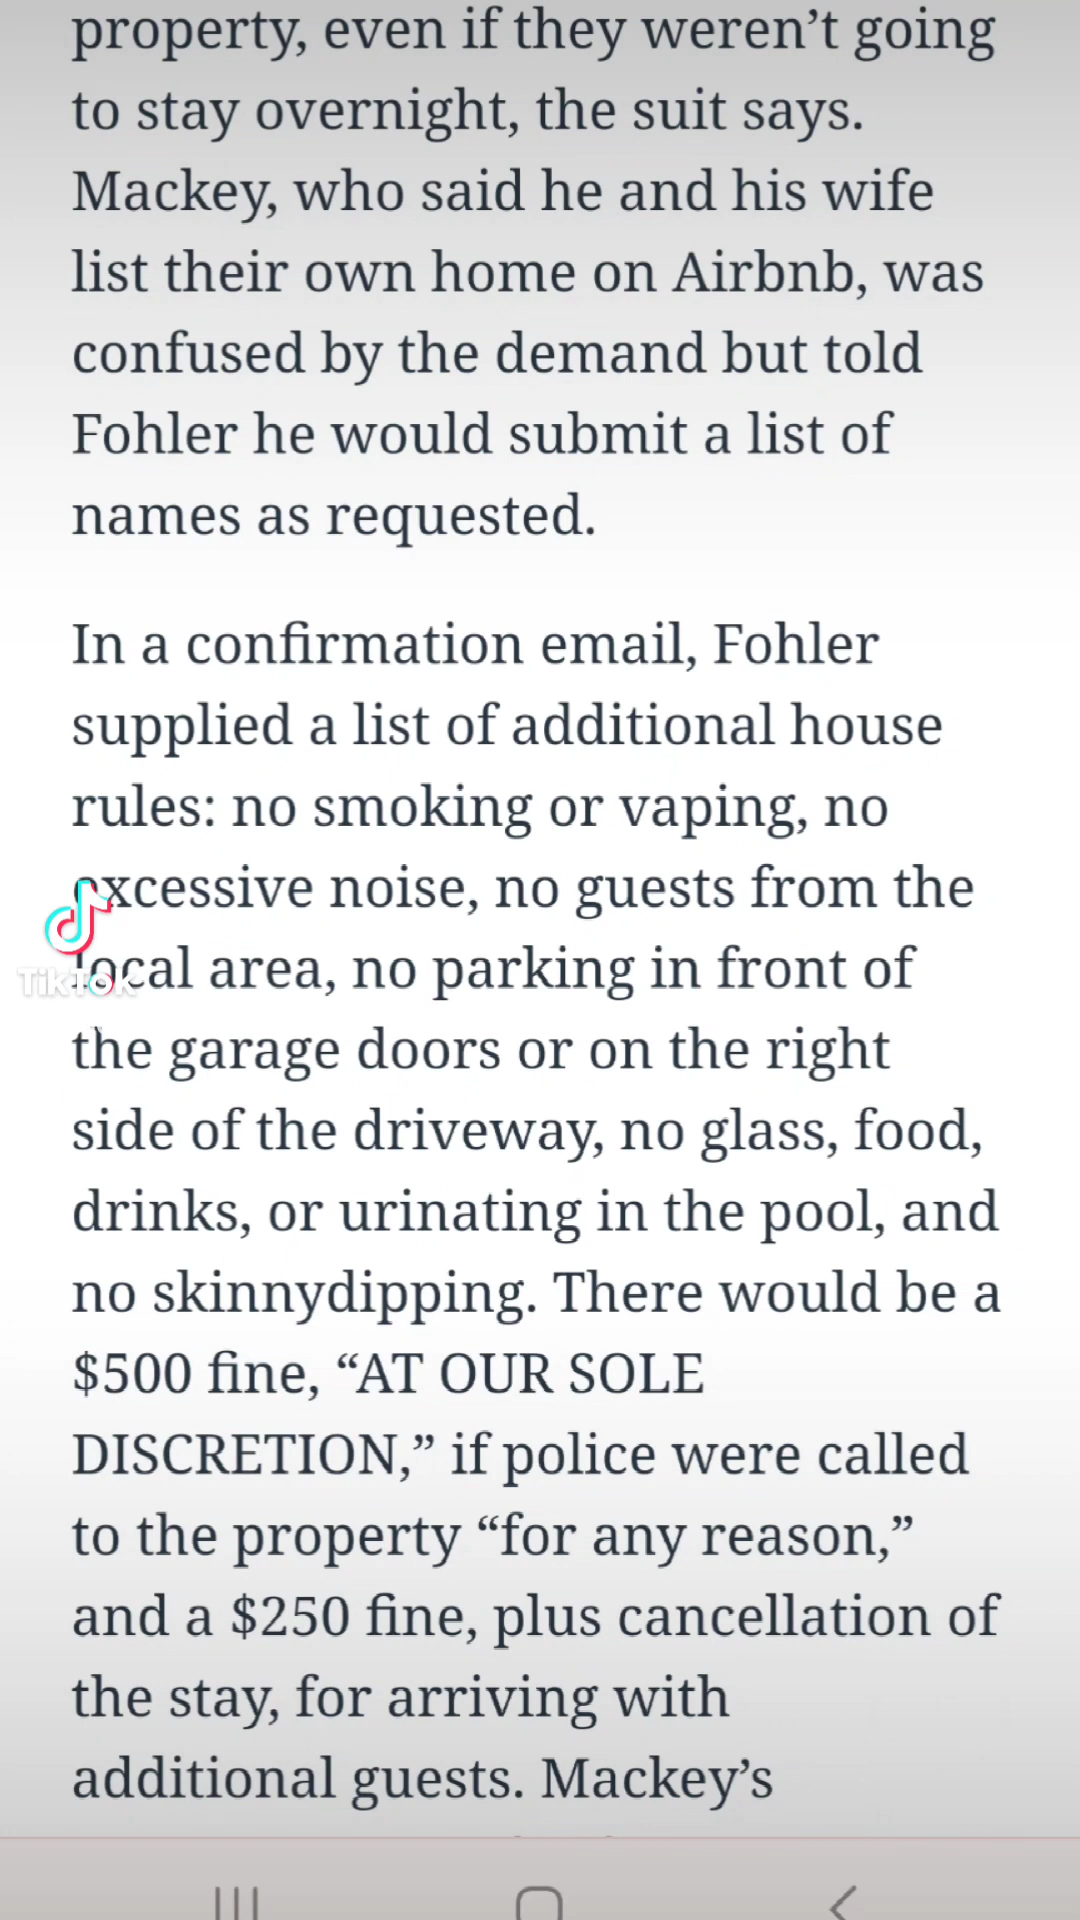 property, even if they weren’t going
to stay overnight, the suit says.
Mackey, who said he and his wife
list their own home on Airbnb, was
confused by the demand but told
Fohler he would submit a list of
names as requested.
In a confirmation email, Fohler
supplied a list of additional house
rules: no smoking or vaping, no
excessive noise, no guests from the
local area, no parking in front of
TikTok
the garage doors or on the right
side of the driveway, no glass, food,
drinks, or urinating in the pool, and
no skinnydipping. There would be a
$500 fine, “AT OUR SOLE
DISCRETION,” if police were called
to the property “for any reason,”
and a $250 fine, plus cancellation of
the stay, for arriving with
additional guests. Mackey’s